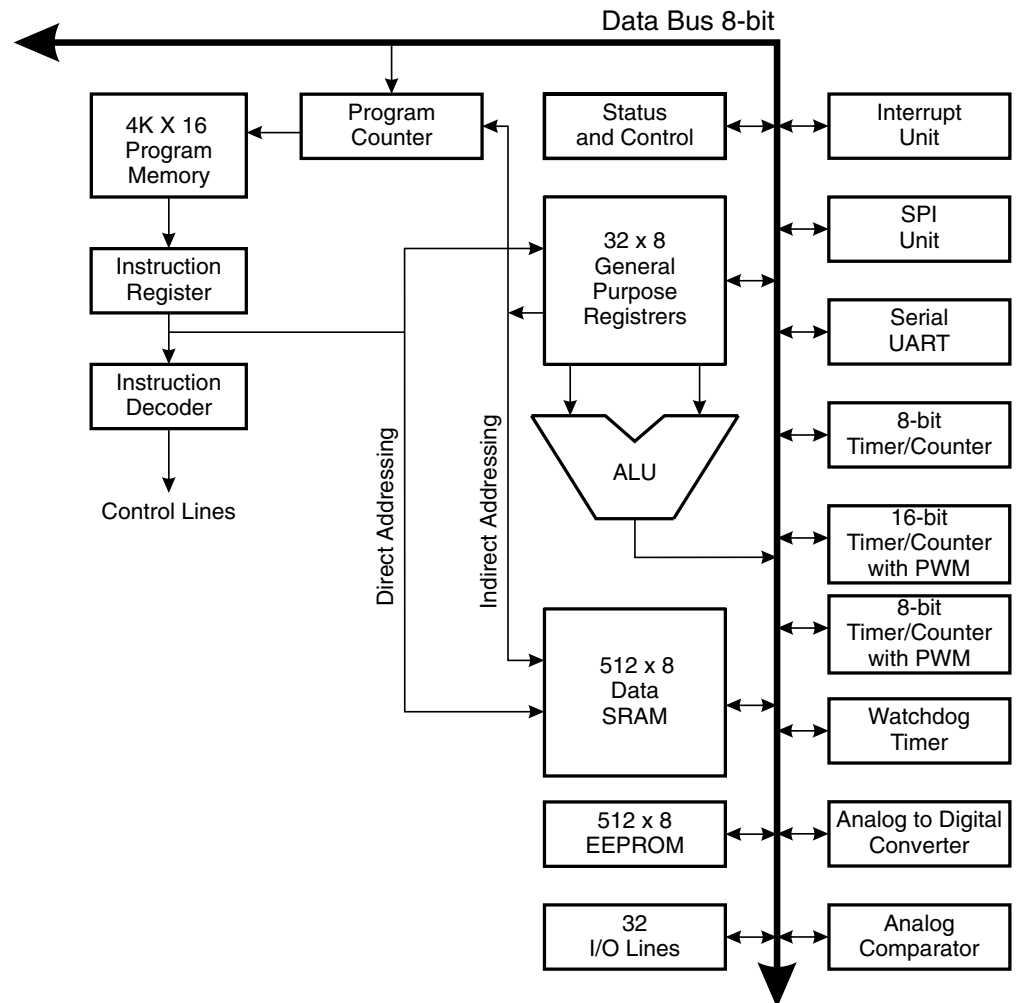 Data Bus 8-bit
4K X 16
Program
Memory
Program
Counter
Status
and Control
Interrupt
Unit
Instruction
Register
32 x 8
General
Purpose
Registrers
SPI
Unit
Serial
UART
Instruction
Decoder
Control Lines
Direct Addressing
Indirect Addressing
ALU
8-bit
Timer/Counter
16-bit
Timer/Counter
with PWM
8-bit
Timer/Counter
with PWM
512 x 8
Data
SRAM
Watchdog
Timer
512 x 8
EEPROM
Analog to Digital
Converter
32
I/O Lines
Analog
Comparator